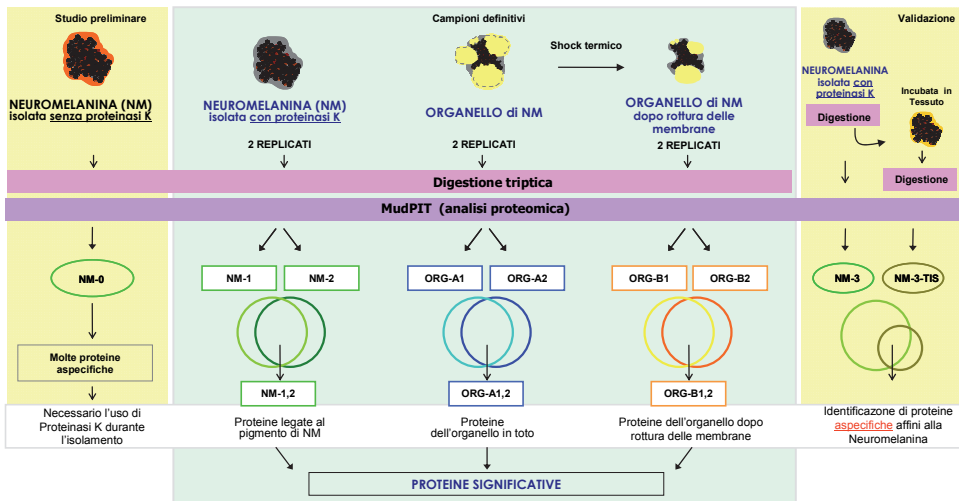 Studio preliminare
NEUROMELANINA (NM)
isolata senza proteinasi K
Campioni definitivi
NEUROMELANINA (NM)
isolata con proteinasi K
2 REPLICATI
ORGANELLO di NM
2 REPLICATI
Shock termico
ORGANELLO di NM
dopo rottura delle
membrane
2 REPLICATI
Validazione
NEUROMELANINA
isolata con
proteinasi K
Digestione
Incubata in
Tessuto
Digestione
Digestione triptica
MudPIT (analisi proteomica)
NM-0
NM-1
NM-2
ORG-A1
ORG-A2
ORG-B1
ORG-B2
NM-3
NM-3-TIS
Molte proteine
aspecifiche
NM-1,2
ORG-A1,2
ORG-B1,2
Necessario l'uso di
Proteinasi K durante
l'isolamento
Proteine legate al
pigmento di NM
Proteine
dell'organello in toto
Proteine dell'organello dopo
rottura delle membrane
Identificazone di proteine
aspecifiche affini alla
Neuromelanina
PROTEINE SIGNIFICATIVE